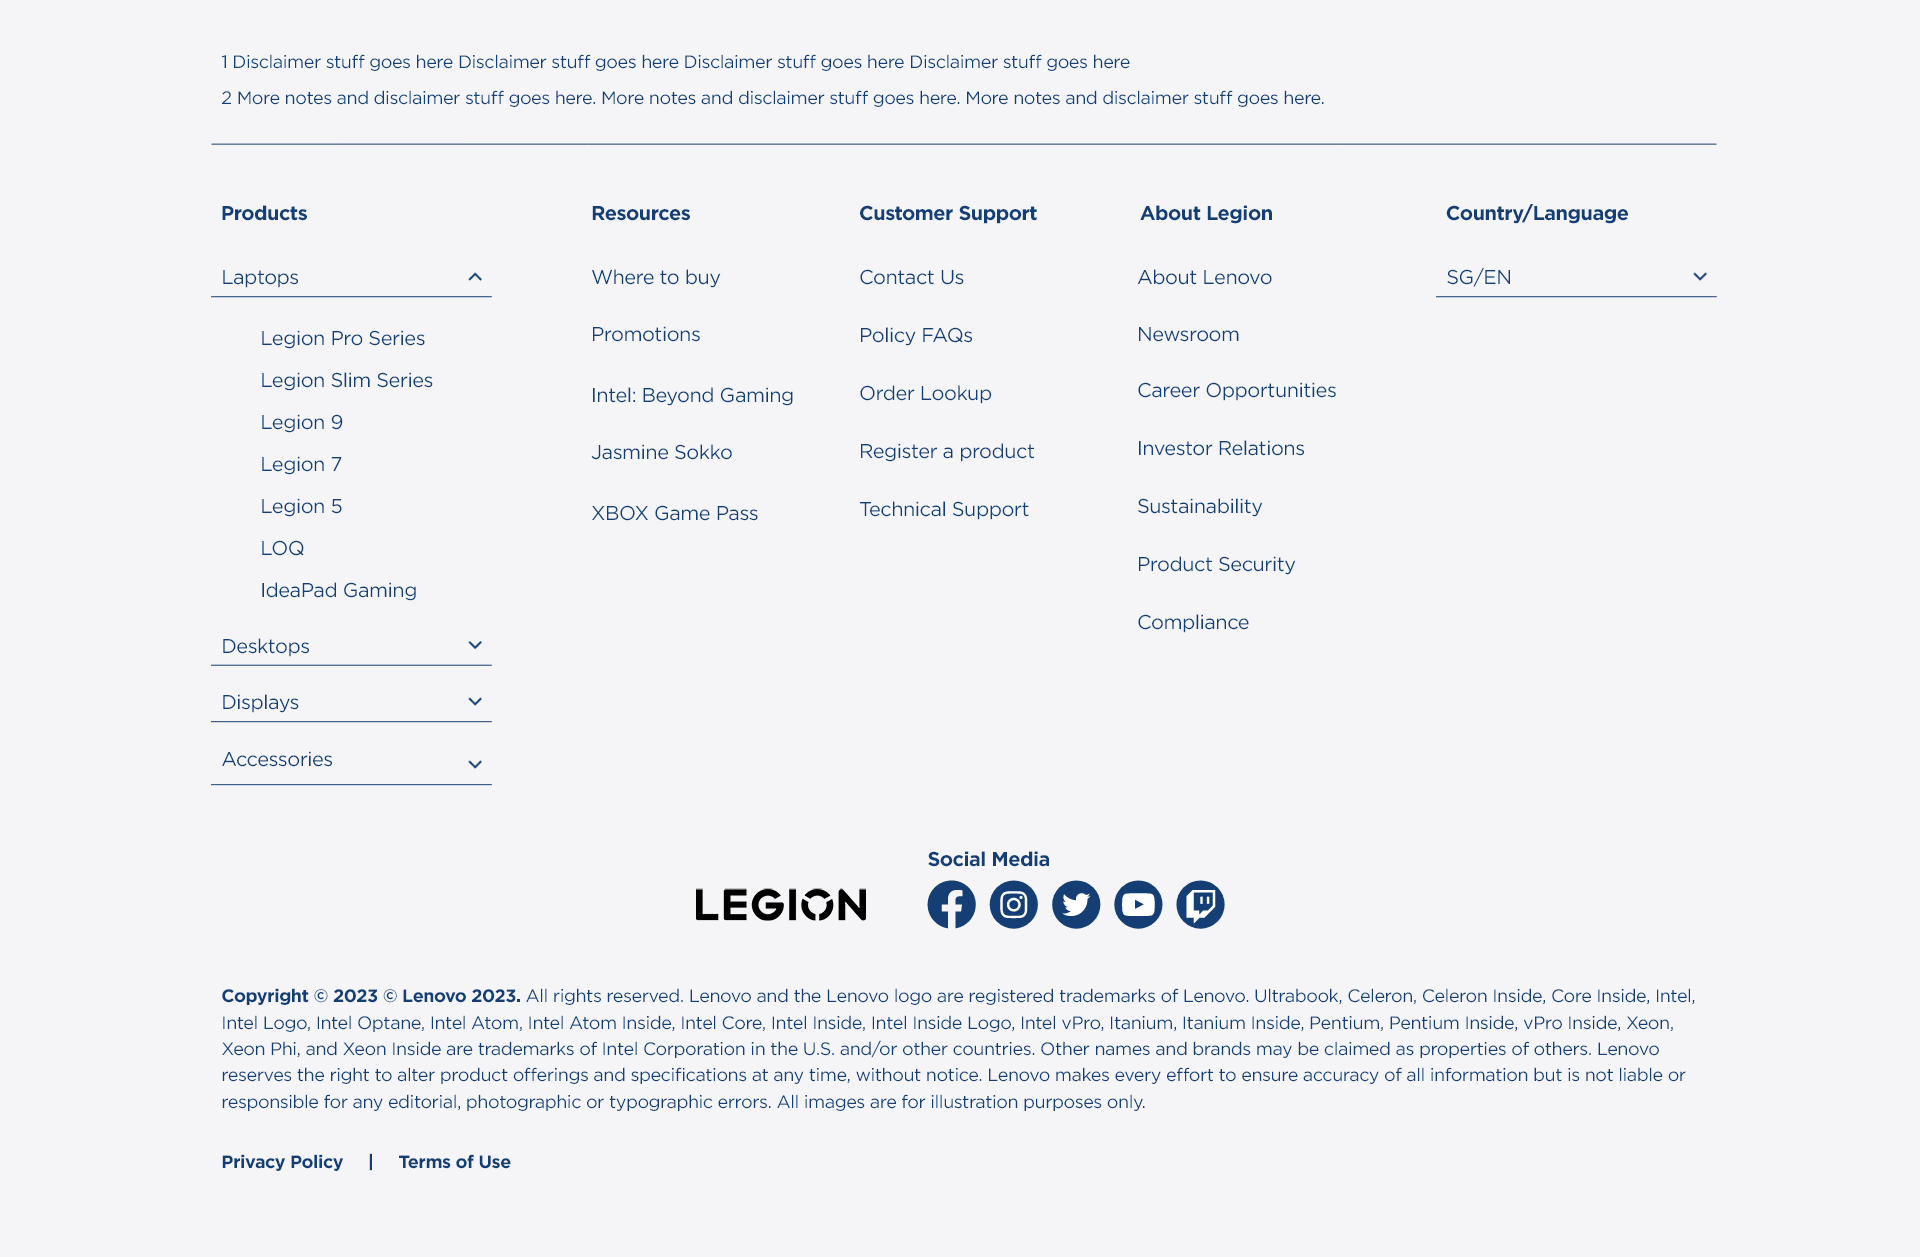 1 Disclaimer stuff goes here Disclaimer stuff goes here Disclaimer stuff goes here Disclaimer stuff goes here
2 More notes and disclaimer stuff goes here. More notes and disclaimer stuff goes here. More notes and disclaimer stuff goes here.
Products
Laptops
Legion Pro Series
Legion Slim Series
Legion 9
Legion 7
Legion 5
LOQ
IdeaPad Gaming
Desktops
Displays
Accessories
Resources
Where to buy
Promotions
Intel: Beyond Gaming
Jasmine Sokko
XBOX Game Pass
Customer Support
Contact Us
Policy FAQs
Order Lookup
Register a product
Technical Support
About Legion
About Lenovo
Newsroom
Career Opportunities
Investor Relations
Sustainability
Product Security
Compliance
Country/Language
SG/EN
LEGION
Social Media
Copyright © 2023 © Lenovo 2023. All rights reserved. Lenovo and the Lenovo logo are registered trademarks of Lenovo. Ultrabook, Celeron, Celeron Inside, Core Inside, Intel,
Intel Logo, Intel Optane, Intel Atom, Intel Atom Inside, Intel Core, Intel Inside, Intel Inside Logo, Intel vPro, Itanium, Itanium Inside, Pentium, Pentium Inside, vPro Inside, Xeon,
Xeon Phi, and Xeon Inside are trademarks of Intel Corporation in the U.S. and/or other countries. Other names and brands may be claimed as properties of others. Lenovo
reserves the right to alter product offerings and specifications at any time, without notice. Lenovo makes every effort to ensure accuracy of all information but is not liable or
responsible for any editorial, photographic or typographic errors. All images are for illustration purposes only.
Privacy Policy | Terms of Use